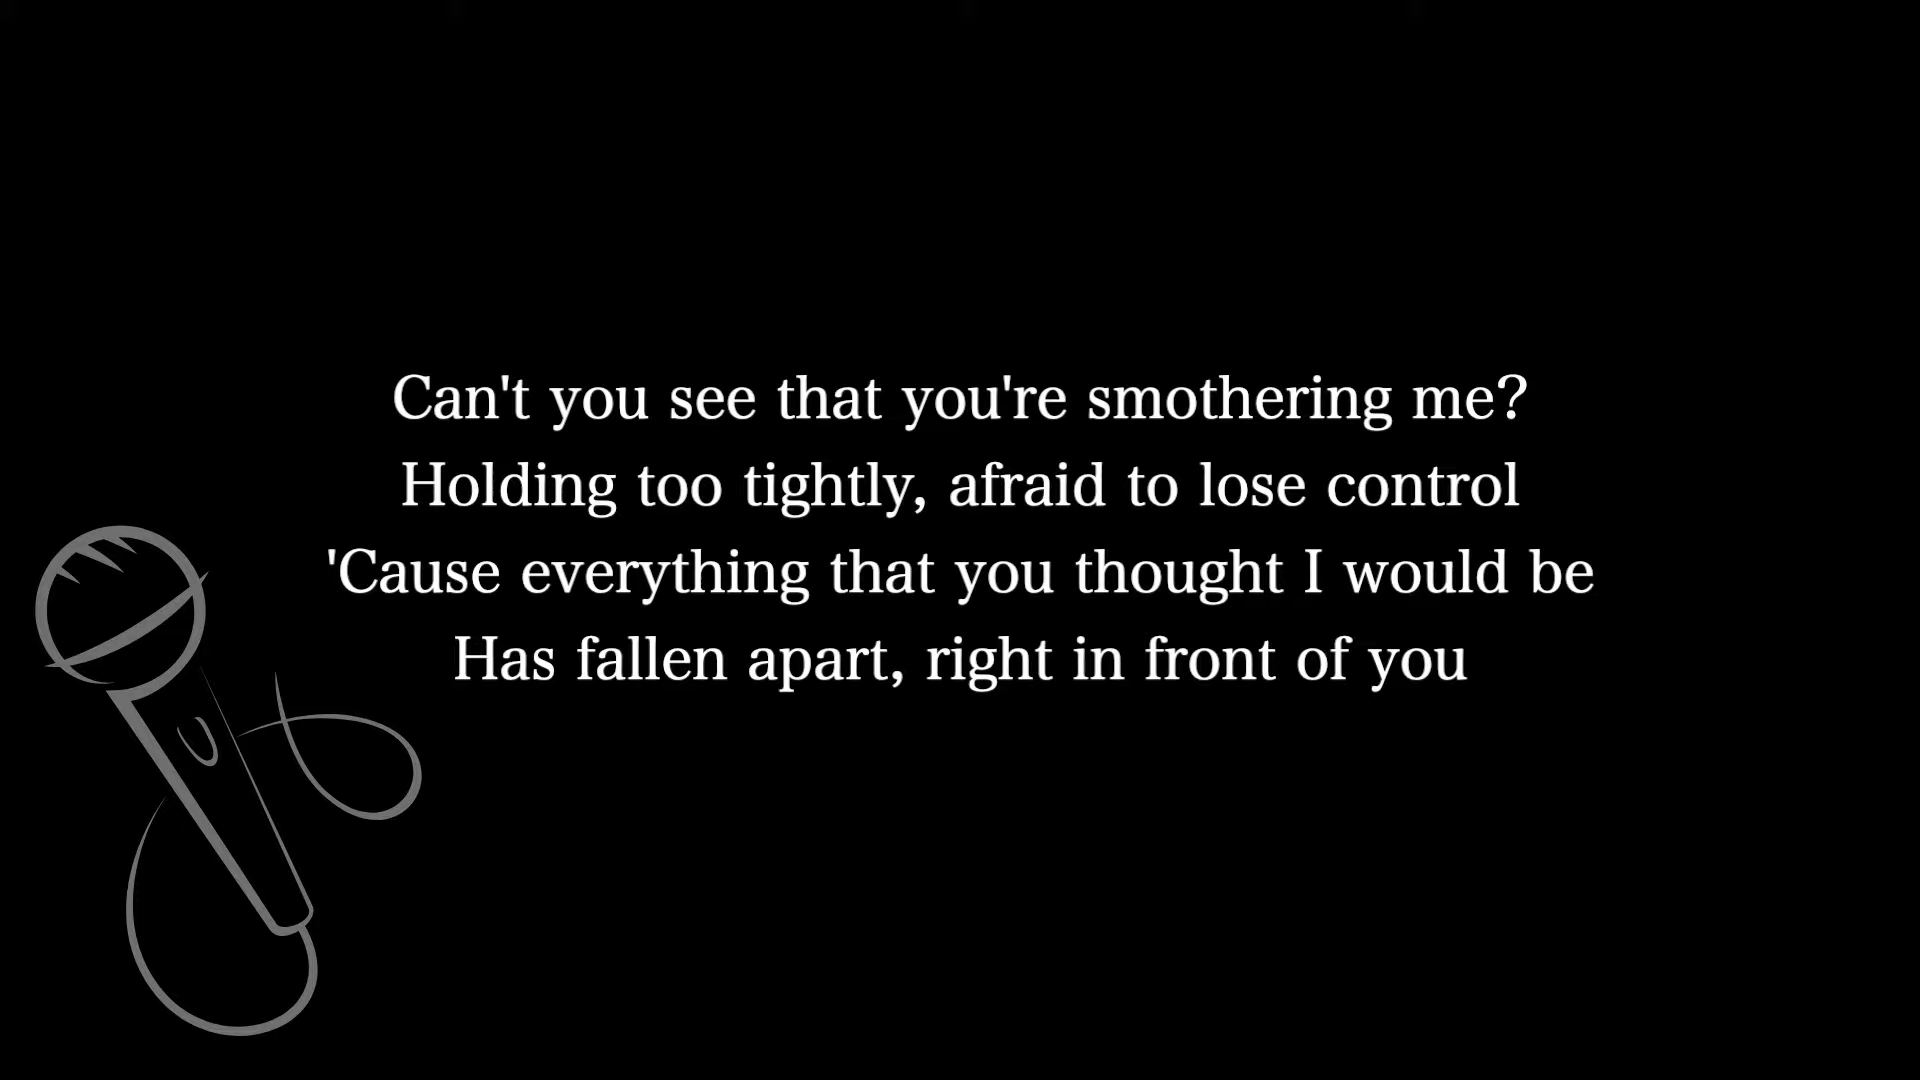 Can't you see that you're smothering me?
Holding too tightly, afraid to lose control
'Cause everything that you thought I would be
Has fallen apart, right in front of you